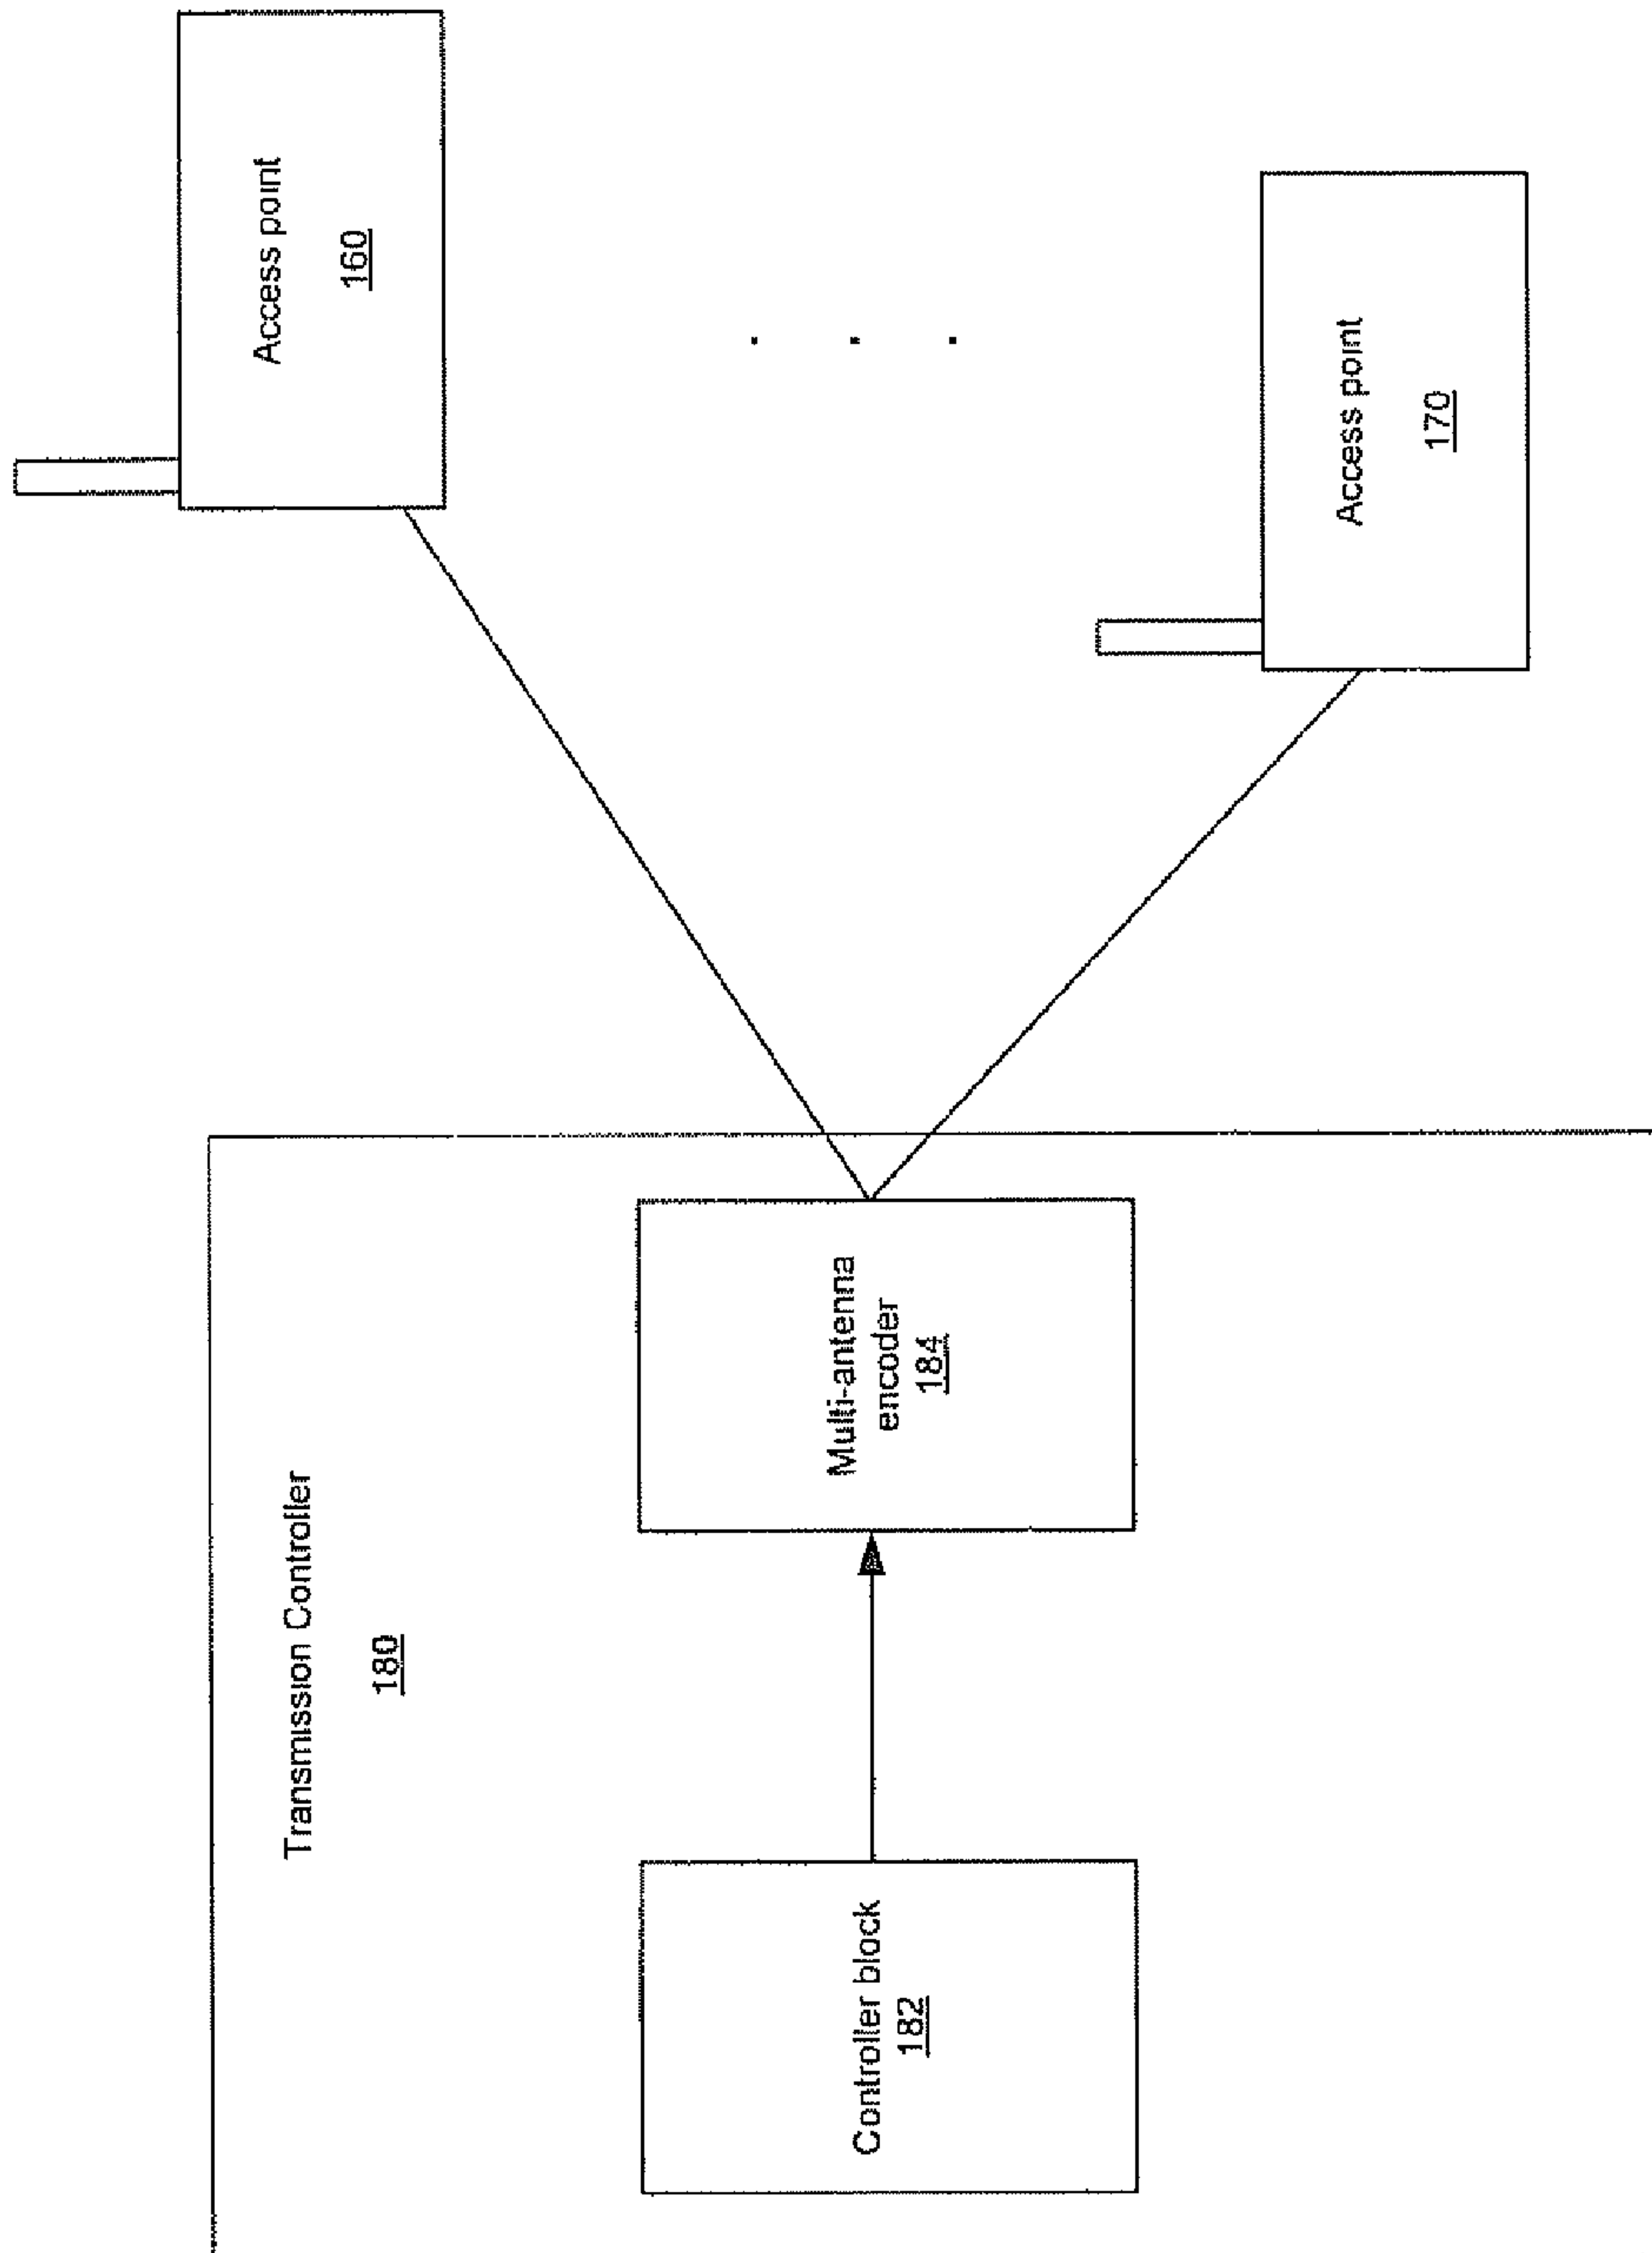 Transmission Controller
180
Controller block
182
Multi-antenna
encoder
184
Access point
160
Access point
170